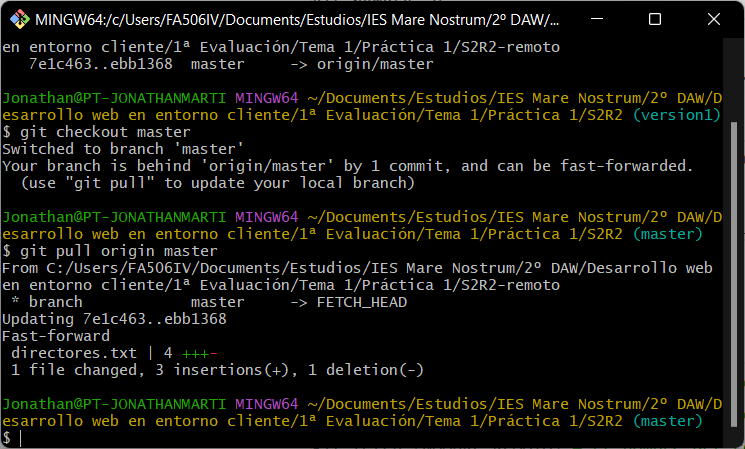 MINGW64:/c/Users/FA506IV/Documents/Estudios/IES Mare Nostrum/2º DAW/...
en entorno cliente/1ª Evaluación/Tema 1/Práctica 1/S2R2-remoto
   7e1c463..ebb1368  master     -> origin/master
Jonathan@PT-JONATHANMARTI MINGW64 ~/Documents/Estudios/IES Mare Nostrum/2º DAW/D
esarrollo web en entorno cliente/1ª Evaluación/Tema 1/Práctica 1/S2R2 (version1)
$ git checkout master
Switched to branch 'master'
Your branch is behind 'origin/master' by 1 commit, and can be fast-forwarded.
  (use "git pull" to update your local branch)
Jonathan@PT-JONATHANMARTI MINGW64 ~/Documents/Estudios/IES Mare Nostrum/2º DAW/D
esarrollo web en entorno cliente/1ª Evaluación/Tema 1/Práctica 1/S2R2 (master)
$ git pull origin master
From C:/Users/FA506IV/Documents/Estudios/IES Mare Nostrum/2º DAW/Desarrollo web
en entorno cliente/1ª Evaluación/Tema 1/Práctica 1/S2R2-remoto
 * branch            master     -> FETCH_HEAD
Updating 7e1c463..ebb1368
Fast-forward
 directores.txt | 4 +++-
 1 file changed, 3 insertions(+), 1 deletion(-)
Jonathan@PT-JONATHANMARTI MINGW64 ~/Documents/Estudios/IES Mare Nostrum/2º DAW/D
esarrollo web en entorno cliente/1ª Evaluación/Tema 1/Práctica 1/S2R2 (master)
$